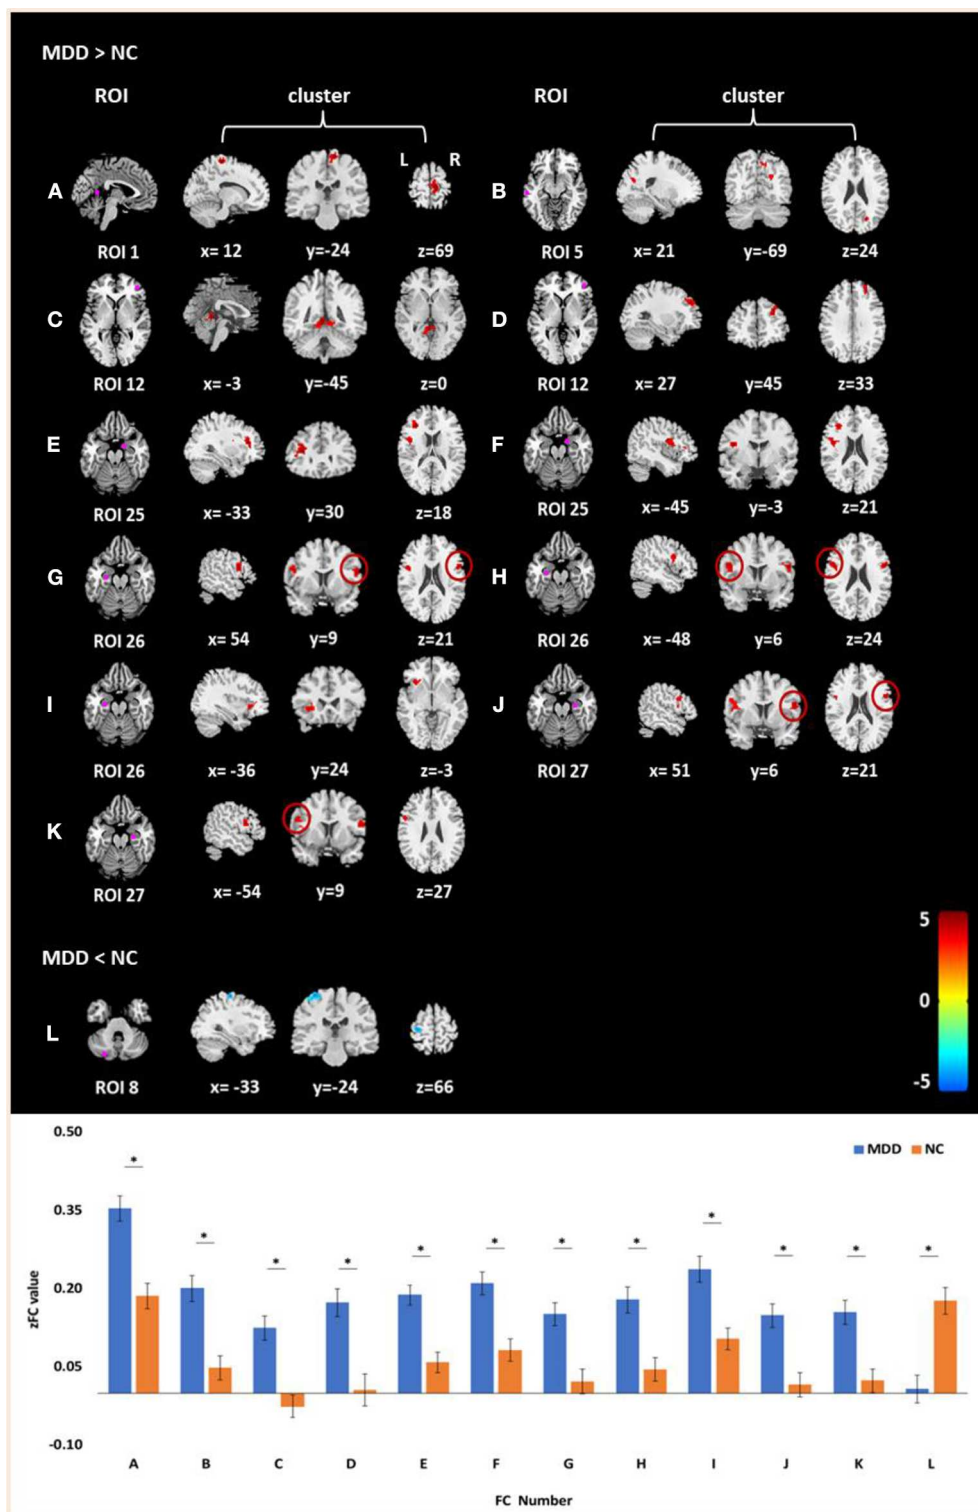 MDD > NC
ROI cluster ROI cluster
L R
A B
ROI 1 x= 12 y=-24 z=69 ROI 5 x= 21 y=-69 z=24
C D
ROI 12 x= -3 y=-45 z=0 ROI 12 x= 27 y=45 z=33
E F
ROI 25 x= -33 y=30 z=18 ROI 25 x= -45 y=-3 z=21
G H
ROI 26 x= 54 y=9 z=21 ROI 26 x= -48 y=6 z=24
I J
ROI 26 x= -36 y=24 z=-3 ROI 27 x= 51 y=6 z=21
K
ROI 27 x= -54 y=9 z=27
5
0
-5
MDD < NC
L
ROI 8 x= -33 y=-24 z=66
0.50
MDD NC
* * * * * * * * * * * *
0.35
0.20
0.05
-0.10
zFC value
A B C D E F G H I J K L
FC Number